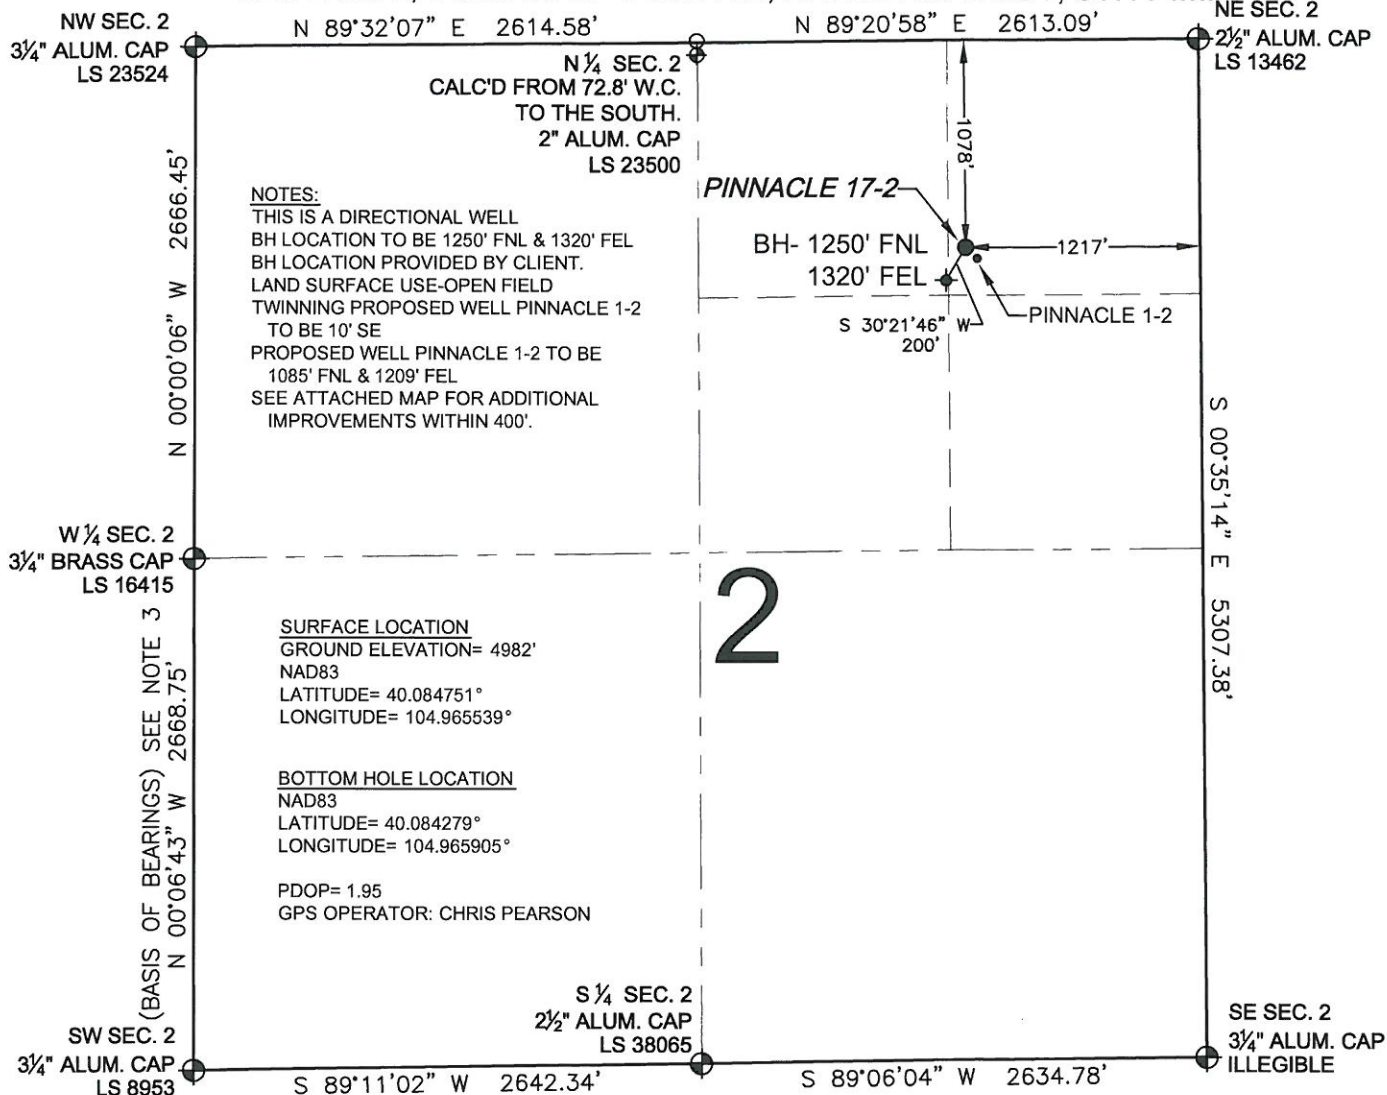 NW SEC. 2
3¼" ALUM. CAP
LS 23524
N 89°32'07" E 2614.58'
N 89°20'58" E 2613.09'
NE SEC. 2
2½" ALUM. CAP
LS 13462
N ¼ SEC. 2
CALC'D FROM 72.8' W.C.
TO THE SOUTH.
2" ALUM. CAP
LS 23500
N 00°00'06" W 2666.45'
NOTES:
THIS IS A DIRECTIONAL WELL
BH LOCATION TO BE 1250' FNL & 1320' FEL
BH LOCATION PROVIDED BY CLIENT.
LAND SURFACE USE-OPEN FIELD
TWINNING PROPOSED WELL PINNACLE 1-2
TO BE 10' SE
PROPOSED WELL PINNACLE 1-2 TO BE
1085' FNL & 1209' FEL
SEE ATTACHED MAP FOR ADDITIONAL
IMPROVEMENTS WITHIN 400'.
1078'
PINNACLE 17-2
BH- 1250' FNL
1320' FEL
1217'
S 30°21'46" W
200'
PINNACLE 1-2
S 00°35'14" E 5307.38'
W ¼ SEC. 2
3¼" BRASS CAP
LS 16415
2
(BASIS OF BEARINGS) SEE NOTE 3
N 00°06'43" W 2668.75'
SURFACE LOCATION
GROUND ELEVATION= 4982'
NAD83
LATITUDE= 40.084751°
LONGITUDE= 104.965539°
BOTTOM HOLE LOCATION
NAD83
LATITUDE= 40.084279°
LONGITUDE= 104.965905°
PDOP= 1.95
GPS OPERATOR: CHRIS PEARSON
SW SEC. 2
3¼" ALUM. CAP
LS 8953
S 89°11'02" W 2642.34'
S ¼ SEC. 2
2½" ALUM. CAP
LS 38065
S 89°06'04" W 2634.78'
SE SEC. 2
3¼" ALUM. CAP
ILLEGIBLE